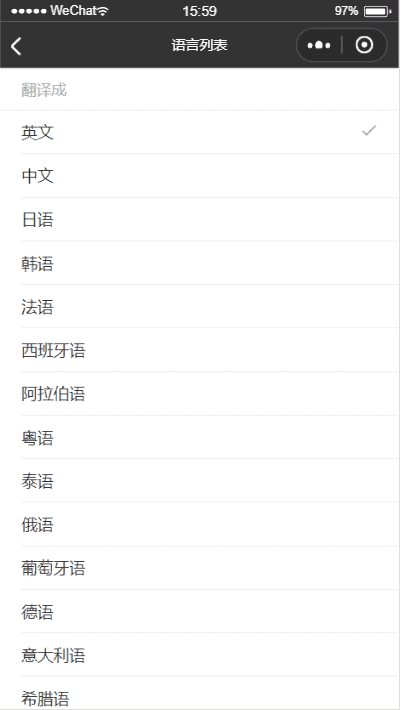 WeChat 15:59 97%
语言列表
翻译成
英文
中文
日语
韩语
法语
西班牙语
阿拉伯语
粤语
泰语
俄语
葡萄牙语
德语
意大利语
希腊语